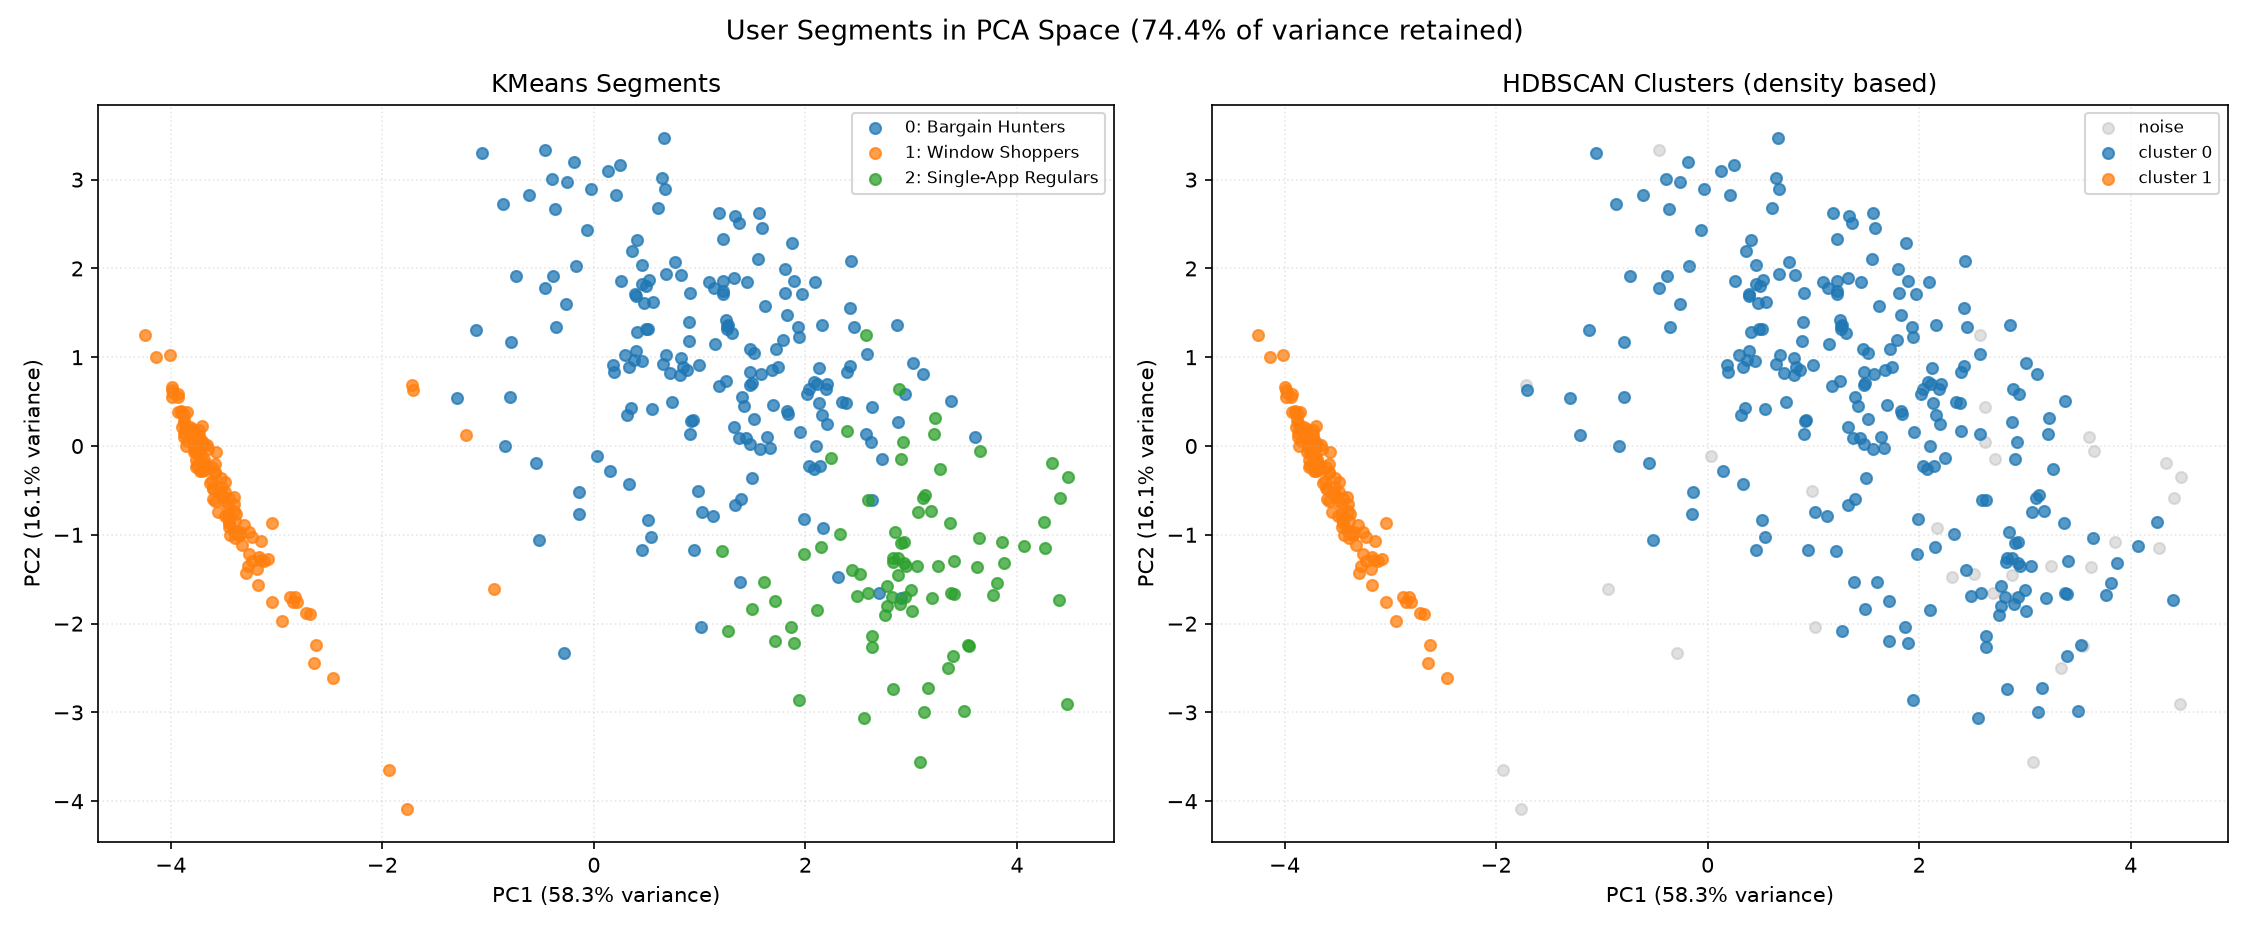 User Segments in PCA Space (74.4% of variance retained)
KMeans Segments
0: Bargain Hunters
1: Window Shoppers
2: Single-App Regulars
3
2
1
0
−1
−2
−3
−4
PC2 (16.1% variance)
−4
−2
0
2
4
PC1 (58.3% variance)
HDBSCAN Clusters (density based)
noise
cluster 0
cluster 1
3
2
1
0
−1
−2
−3
−4
PC2 (16.1% variance)
−4
−2
0
2
4
PC1 (58.3% variance)